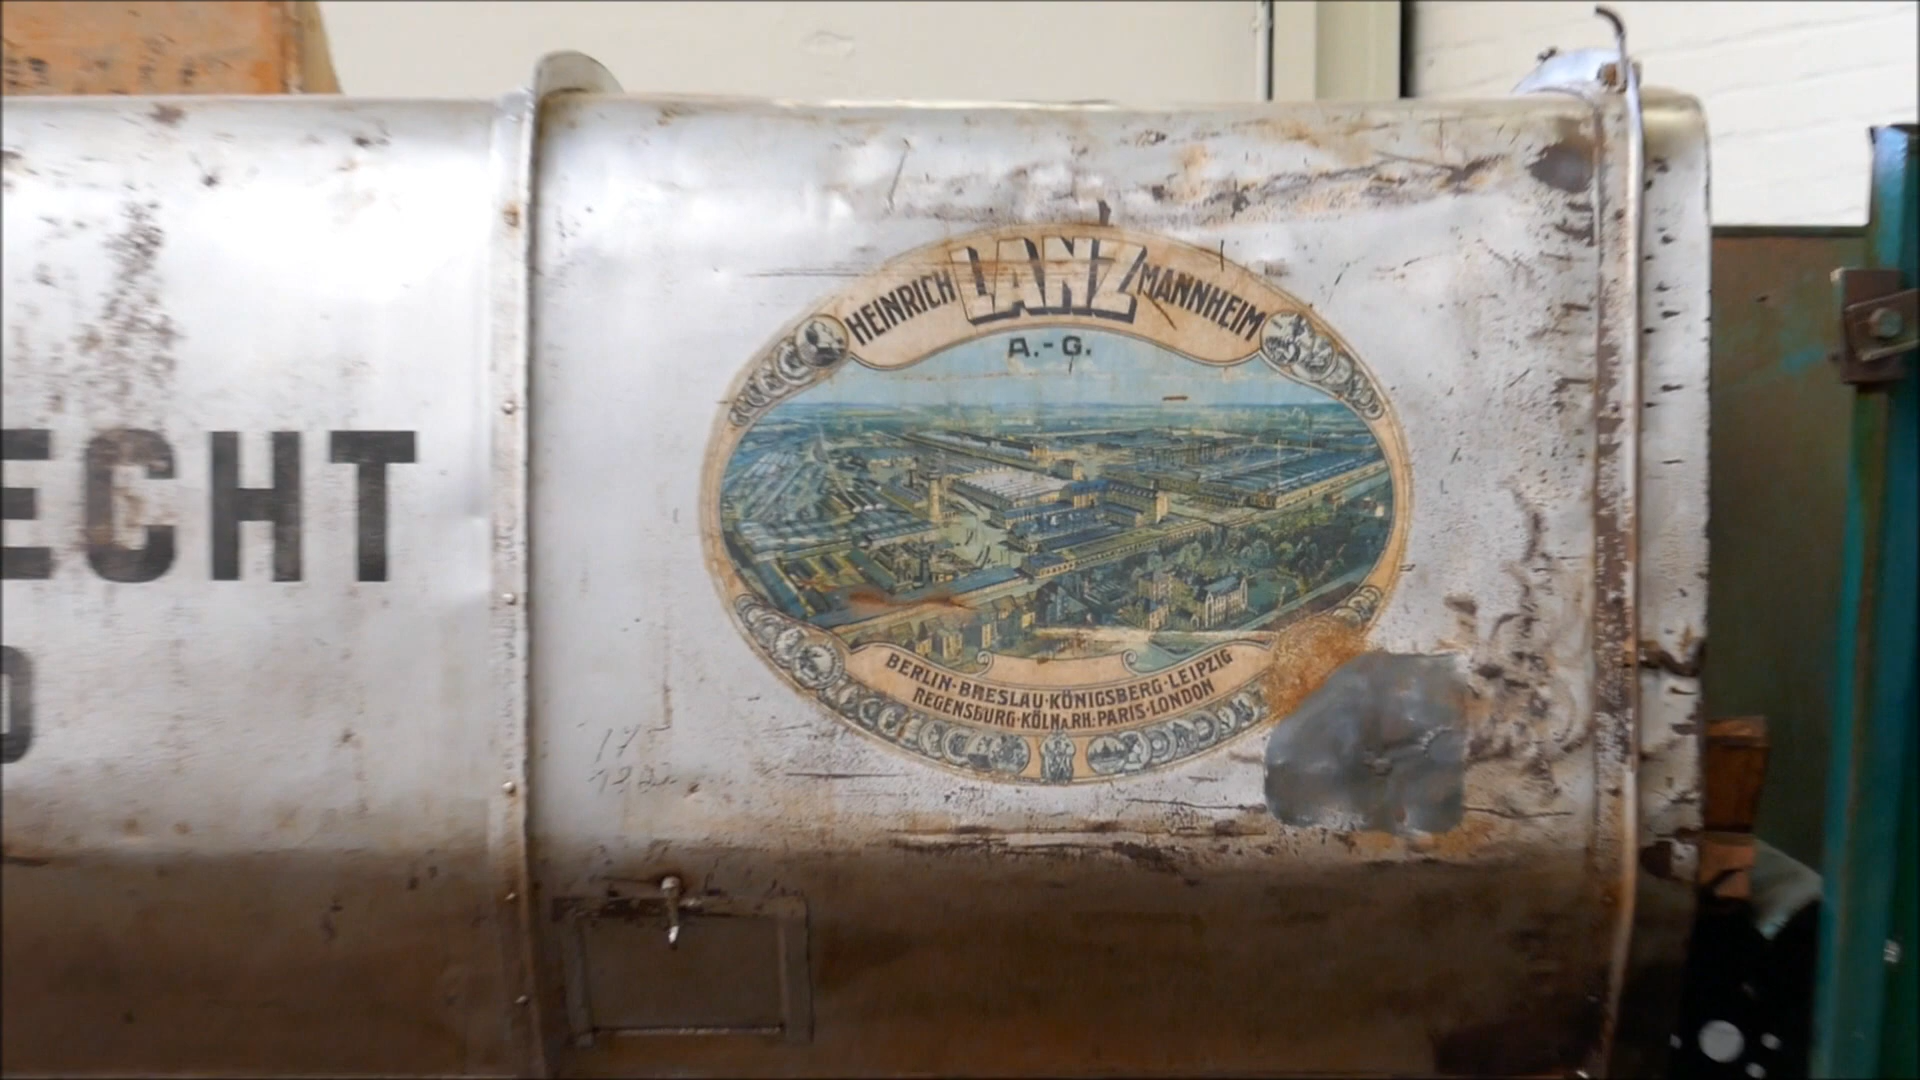 ECHT
HEINRICH LANZ MANNHEIM
A.-G.
BERLIN·BRESLAU·KÖNIGSBERG·LEIPZIG
REGENSBURG·KÖLN A.RH.·PARIS·LONDON